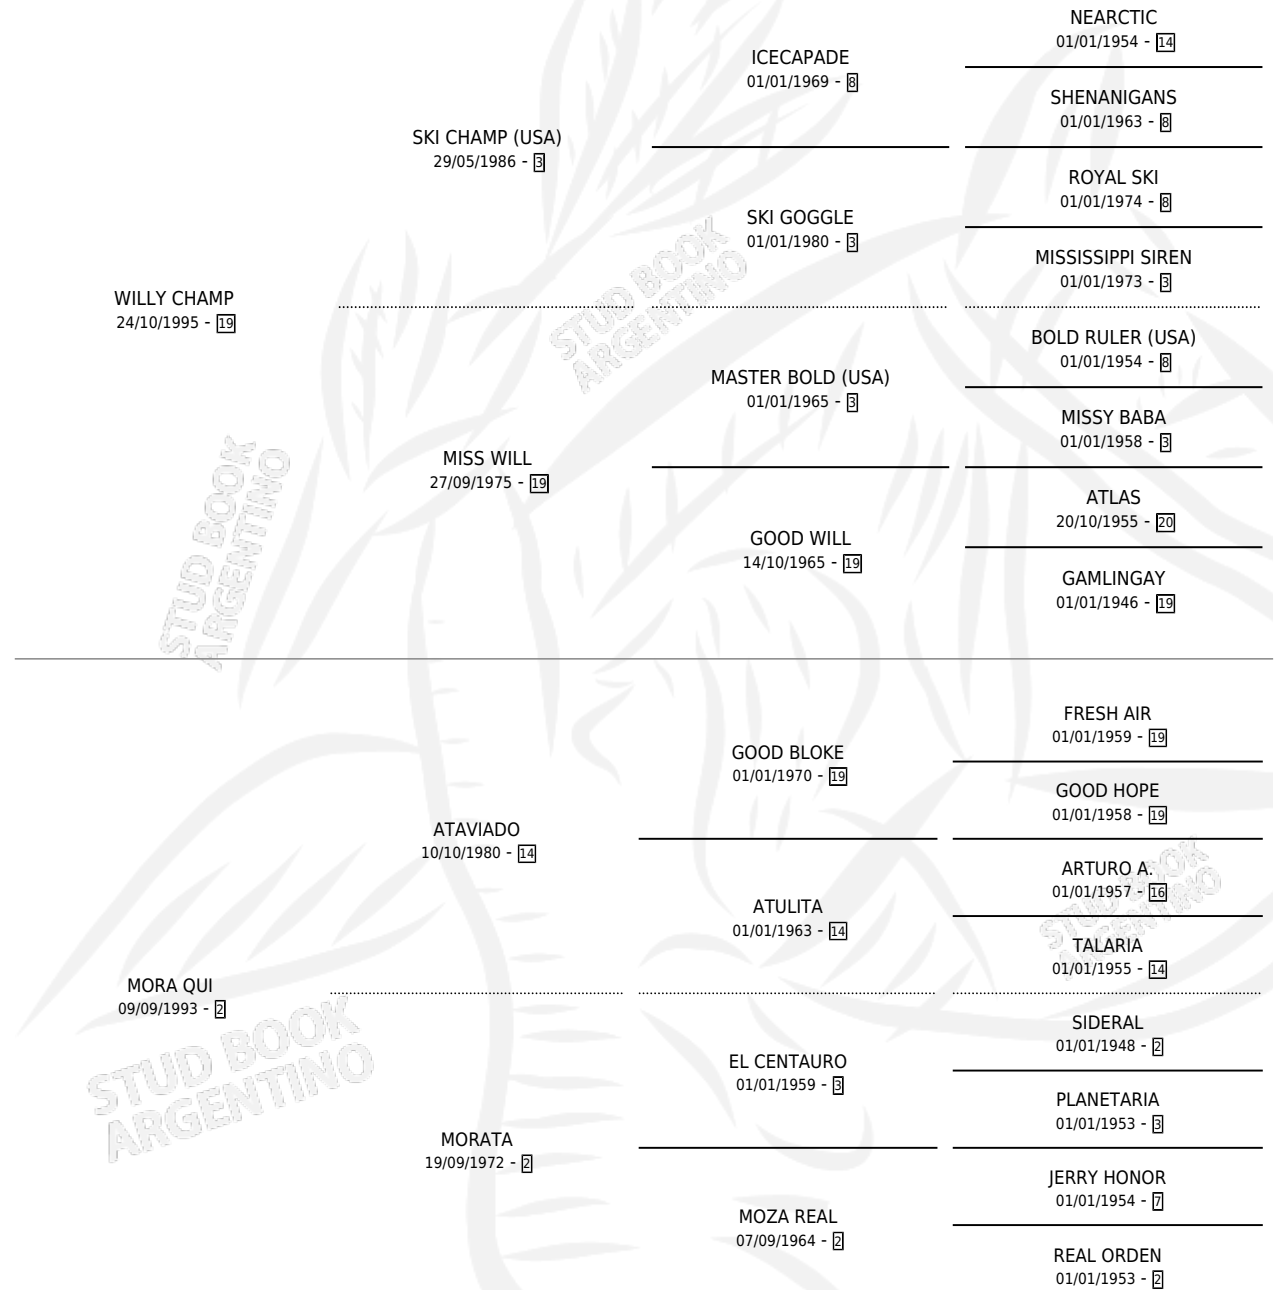 NEARCTIC
01/01/1954 - 14
ICECAPADE
01/01/1969 - 8
SHENANIGANS
01/01/1963 - 8
SKI CHAMP (USA)
29/05/1986 - 3
ROYAL SKI
01/01/1974 - 8
SKI GOGGLE
01/01/1980 - 3
MISSISSIPPI SIREN
01/01/1973 - 3
WILLY CHAMP
24/10/1995 - 19
BOLD RULER (USA)
01/01/1954 - 8
MASTER BOLD (USA)
01/01/1965 - 3
MISSY BABA
01/01/1958 - 3
MISS WILL
27/09/1975 - 19
ATLAS
20/10/1955 - 20
GOOD WILL
14/10/1965 - 19
GAMLINGAY
01/01/1946 - 19
FRESH AIR
01/01/1959 - 19
GOOD BLOKE
01/01/1970 - 19
GOOD HOPE
01/01/1958 - 19
ATAVIADO
10/10/1980 - 14
ARTURO A.
01/01/1957 - 16
ATULITA
01/01/1963 - 14
TALARIA
01/01/1955 - 14
MORA QUI
09/09/1993 - 2
SIDERAL
01/01/1948 - 2
EL CENTAURO
01/01/1959 - 3
PLANETARIA
01/01/1953 - 3
MORATA
19/09/1972 - 2
JERRY HONOR
01/01/1954 - 7
MOZA REAL
07/09/1964 - 2
REAL ORDEN
01/01/1953 - 2
STUD BOOK
ARGENTINO
STUD BOOK
ARGENTINO
STUD BOOK
ARGENTINO
STUD BOOK
ARGENTINO